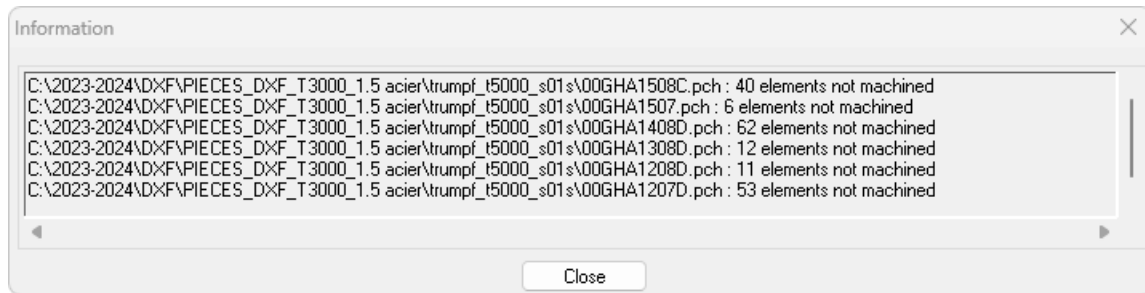 Information
C:\2023-2024\DXF\PIECES_DXF_T3000_1.5 acier\trumpf_t5000_s01s\00GHA1508C.pch : 40 elements not machined
C:\2023-2024\DXF\PIECES_DXF_T3000_1.5 acier\trumpf_t5000_s01s\00GHA1507.pch : 6 elements not machined
C:\2023-2024\DXF\PIECES_DXF_T3000_1.5 acier\trumpf_t5000_s01s\00GHA1408D.pch : 62 elements not machined
C:\2023-2024\DXF\PIECES_DXF_T3000_1.5 acier\trumpf_t5000_s01s\00GHA1308D.pch : 12 elements not machined
C:\2023-2024\DXF\PIECES_DXF_T3000_1.5 acier\trumpf_t5000_s01s\00GHA1208D.pch : 11 elements not machined
C:\2023-2024\DXF\PIECES_DXF_T3000_1.5 acier\trumpf_t5000_s01s\00GHA1207D.pch : 53 elements not machined
Close